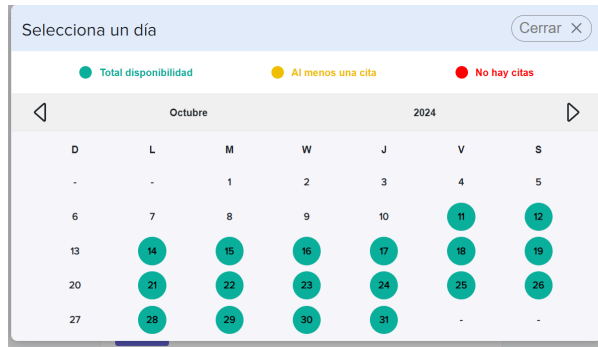 Selecciona un día Cerrar ×
Total disponibilidad Al menos una cita No hay citas
Octubre 2024
D L M W J V S
- - 1 2 3 4 5
6 7 8 9 10 11 12
13 14 15 16 17 18 19
20 21 22 23 24 25 26
27 28 29 30 31 - -